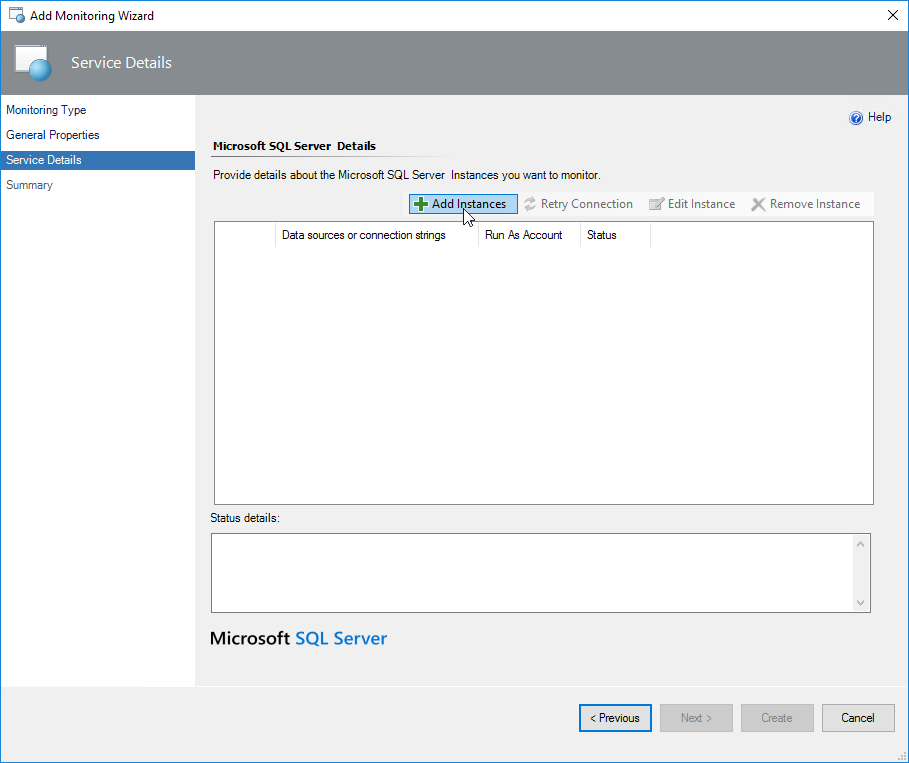 Add Monitoring Wizard
Service Details
Monitoring Type
General Properties
Service Details
Summary
Help
Microsoft SQL Server Details
Provide details about the Microsoft SQL Server Instances you want to monitor.
Add Instances Retry Connection Edit Instance Remove Instance
Data sources or connection strings Run As Account Status
Status details:
Microsoft SQL Server
< Previous Next > Create Cancel